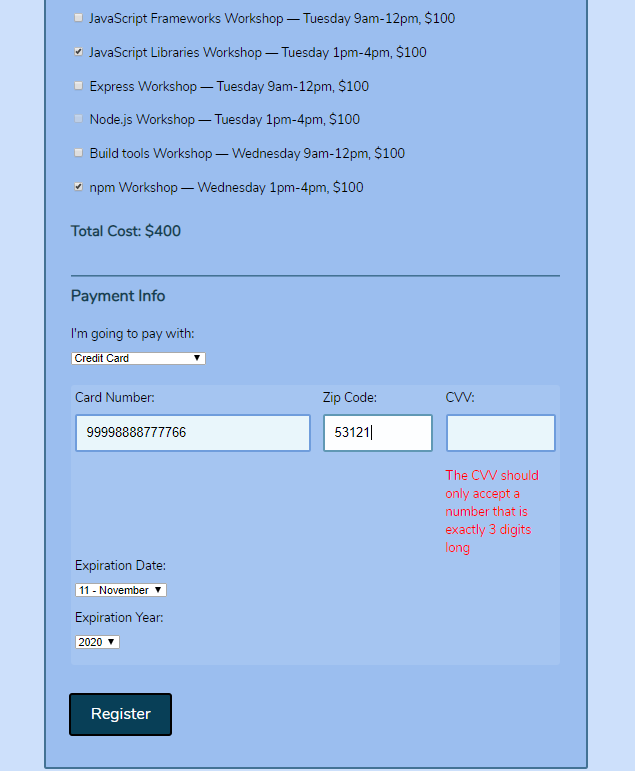 JavaScript Frameworks Workshop — Tuesday 9am-12pm, $100
JavaScript Libraries Workshop — Tuesday 1pm-4pm, $100
Express Workshop — Tuesday 9am-12pm, $100
Node.js Workshop — Tuesday 1pm-4pm, $100
Build tools Workshop — Wednesday 9am-12pm, $100
npm Workshop — Wednesday 1pm-4pm, $100
Total Cost: $400
Payment Info
I'm going to pay with:
Credit Card
Card Number: Zip Code: CVV:
99998888777766 53121
The CVV should
only accept a
number that is
exactly 3 digits
long
Expiration Date:
11 - November
Expiration Year:
2020
Register